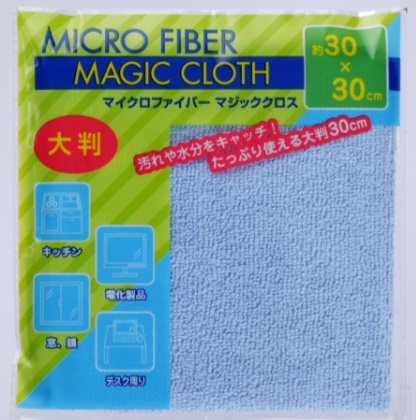 MICRO FIBER
MAGIC CLOTH
マイクロファイバー マジッククロス
約30
×
30cm
大判
汚れや水分をキャッチ！
たっぷり使える大判30cm
キッチン
電化製品
窓、鏡
デスク周り